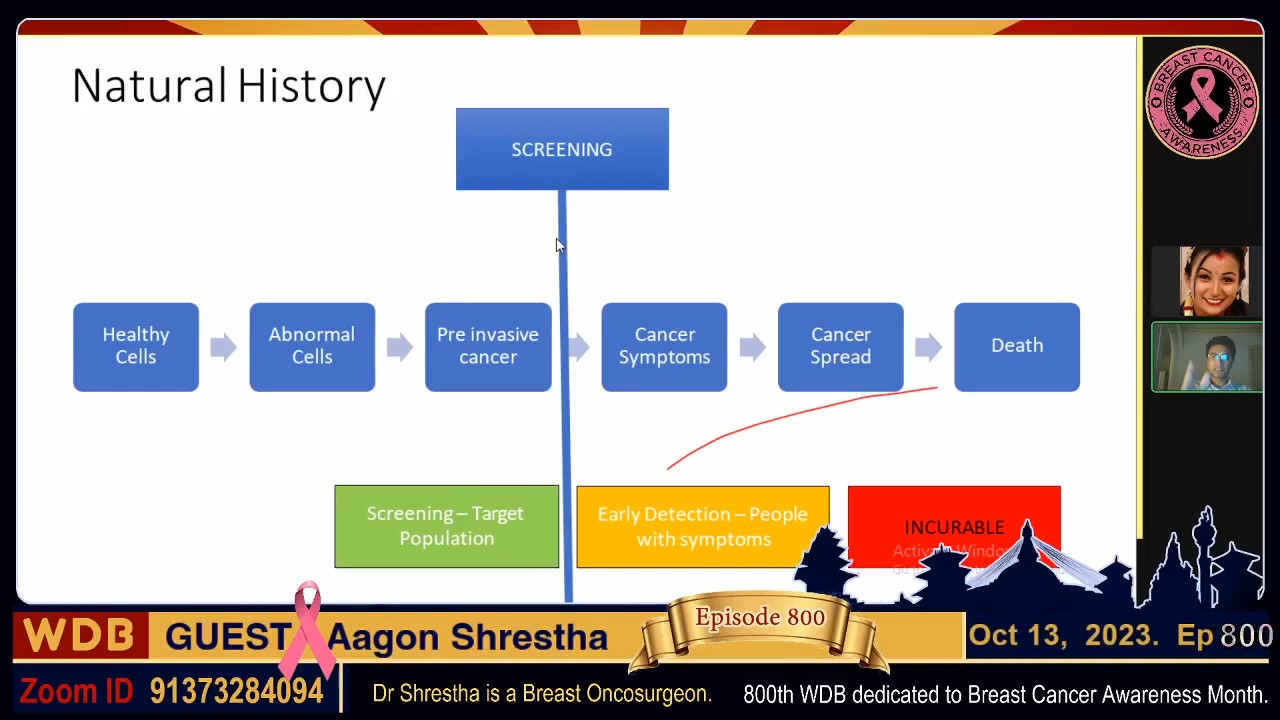 Natural History
SCREENING
Healthy
Cells
Abnormal
Cells
Pre invasive
cancer
Cancer
Symptoms
Cancer
Spread
Death
Screening – Target
Population
Early Detection – People
with symptoms
INCURABLE
BREAST CANCER
AWARENESS
WDB
GUEST Aagon Shrestha
Episode 800
Oct 13, 2023. Ep 800
Zoom ID 91373284094
Dr Shrestha is a Breast Oncosurgeon.
800th WDB dedicated to Breast Cancer Awareness Month.